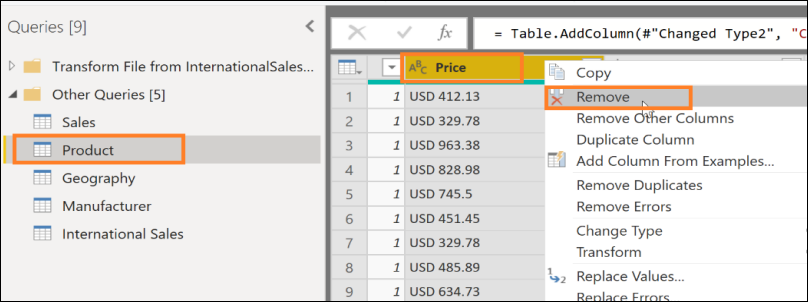 Queries [9]
Transform File from InternationalSales...
Other Queries [5]
Sales
Product
Geography
Manufacturer
International Sales
fx
= Table.AddColumn(#"Changed Type2", "C
ABC Price
1 1 USD 412.13
2 1 USD 329.78
3 1 USD 963.38
4 1 USD 828.98
5 1 USD 745.5
6 1 USD 451.45
7 1 USD 329.78
8 1 USD 485.89
9 1 USD 634.73
Copy
Remove
Remove Other Columns
Duplicate Column
Add Column From Examples...
Remove Duplicates
Remove Errors
Change Type
Transform
Replace Values...
Replace Errors